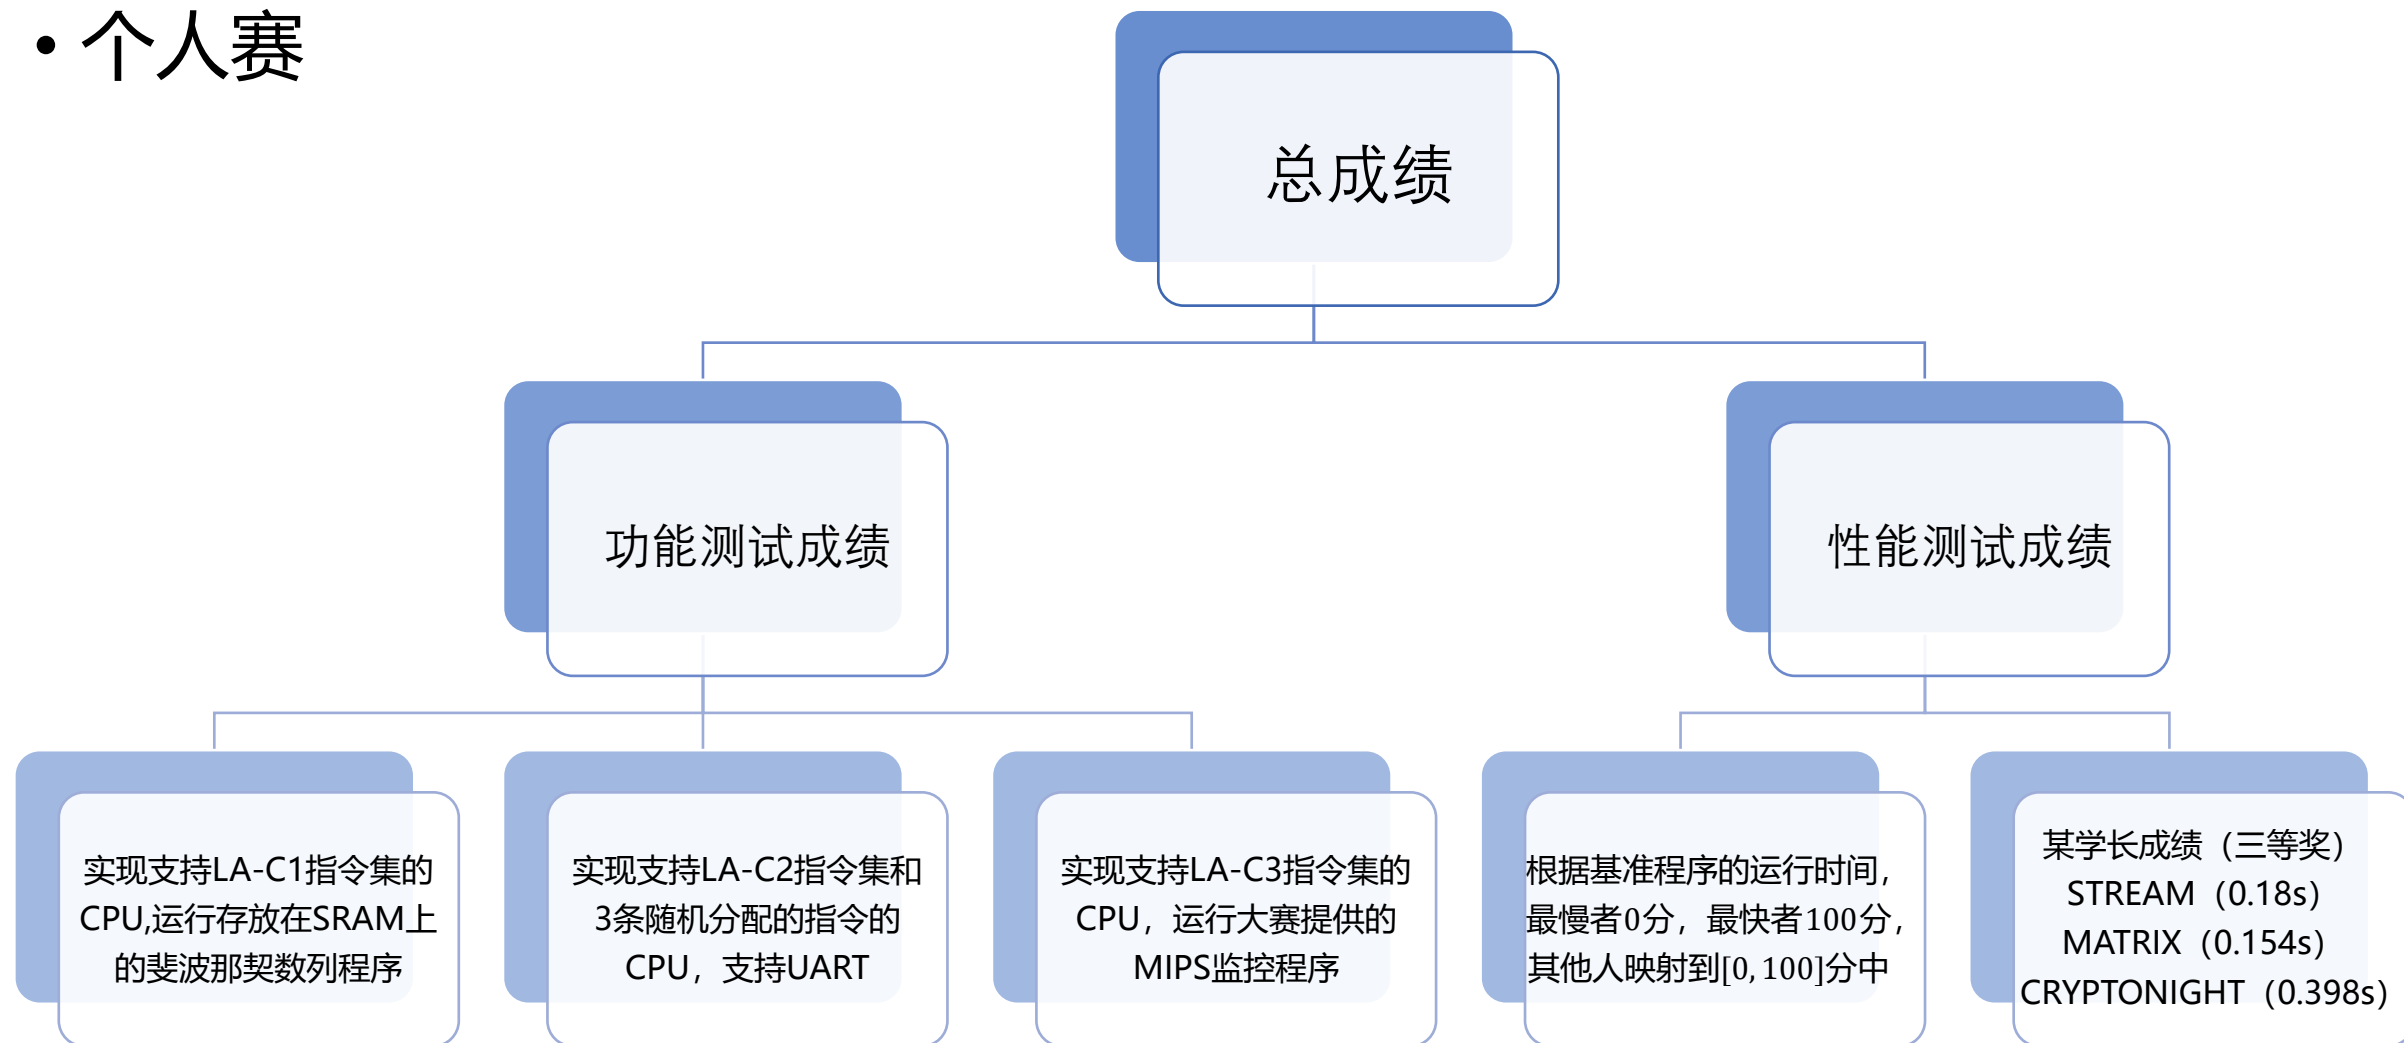 • 个人赛
总成绩
功能测试成绩
性能测试成绩
实现支持LA-C1指令集的
CPU,运行存放在SRAM上
的斐波那契数列程序
实现支持LA-C2指令集和
3条随机分配的指令的
CPU，支持UART
实现支持LA-C3指令集的
CPU，运行大赛提供的
MIPS监控程序
根据基准程序的运行时间，
最慢者0分，最快者100分，
其他人映射到[0, 100]分中
某学长成绩（三等奖）
STREAM（0.18s）
MATRIX（0.154s）
CRYPTONIGHT（0.398s）